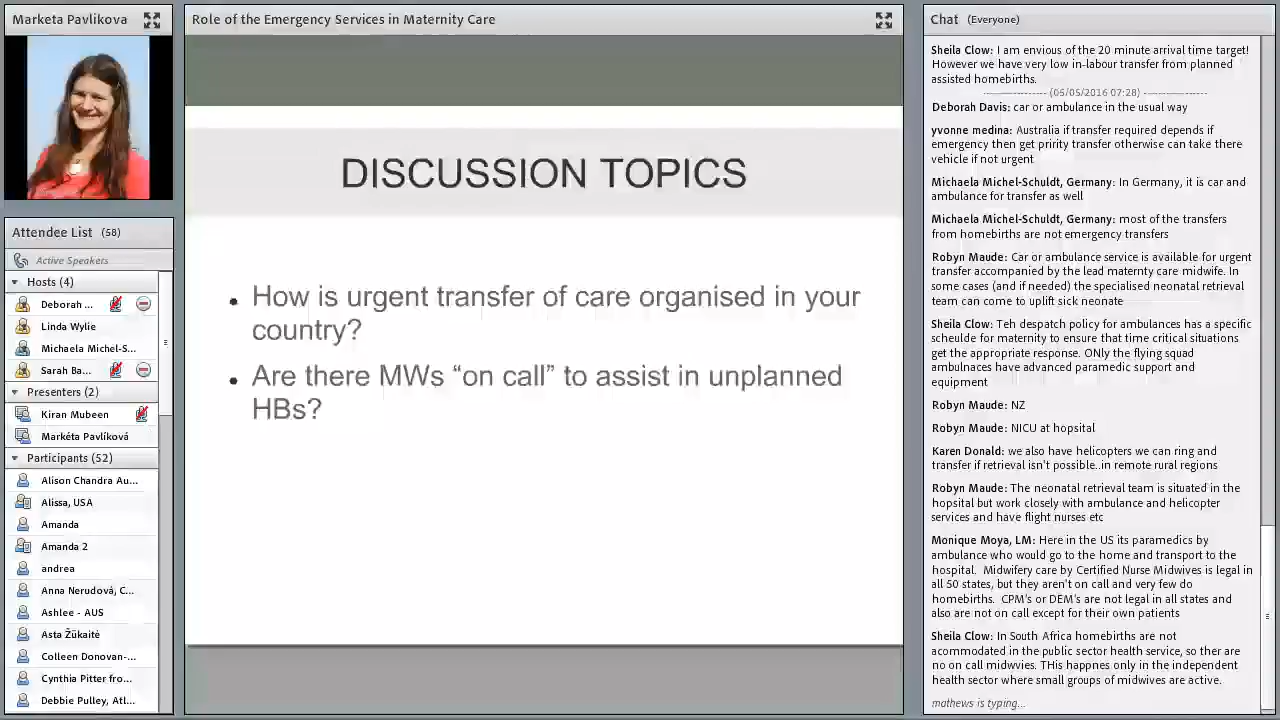 Marketa Pavlikova
Attendee List (58)
Active Speakers
Hosts (4)
Deborah ...
Linda Wylie
Michaela Michel-S...
Sarah Ba...
Presenters (2)
Kiran Mubeen
Markéta Pavlíková
Participants (52)
Alison Chandra Au...
Alissa, USA
Amanda
Amanda 2
andrea
Anna Nerudová, C...
Ashlee - AUS
Asta Žūkaitė
Colleen Donovan-...
Cynthia Pitter fro...
Debbie Pulley, Atl...
Role of the Emergency Services in Maternity Care
DISCUSSION TOPICS
• How is urgent transfer of care organised in your
country?
• Are there MWs “on call” to assist in unplanned
HBs?
Chat (Everyone)
Sheila Clow: I am envious of the 20 minute arrival time target!
However we have very low in-labour transfer from planned
assisted homebirths.
(05/05/2016 07:28)
Deborah Davis: car or ambulance in the usual way
yvonne medina: Australia if transfer required depends if
emergency then get pririty transfer otherwise can take there
vehicle if not urgent
Michaela Michel-Schuldt, Germany: In Germany, it is car and
ambulance for transfer as well
Michaela Michel-Schuldt, Germany: most of the transfers
from homebirths are not emergency transfers
Robyn Maude: Car or ambulance service is available for urgent
transfer accompanied by the lead maternity care midwife. In
some cases (and if needed) the specialised neonatal retrieval
team can come to uplift sick neonate
Sheila Clow: Teh despatch policy for ambulances has a specific
scheulde for maternity to ensure that time critical situations
get the appropriate response. ONly the flying squad
ambulnaces have advanced paramedic support and
equipment
Robyn Maude: NZ
Robyn Maude: NICU at hopsital
Karen Donald: we also have helicopters we can ring and
transfer if retrieval isn't possible..in remote rural regions
Robyn Maude: The neonatal retrieval team is situated in the
hopsital but work closely with ambulance and helicopter
services and have flight nurses etc
Monique Moya, LM: Here in the US its paramedics by
ambulance who would go to the home and transport to the
hospital. Midwifery care by Certified Nurse Midwives is legal in
all 50 states, but they aren't on call and very few do
homebirths. CPM's or DEM's are not legal in all states and
also are not on call except for their own patients
Sheila Clow: In South Africa homebirths are not
acommodated in the public sector health service, so ther are
no on call midwvies. THis happnes only in the independent
health sector where small groups of midwives are active.
mathews is typing...